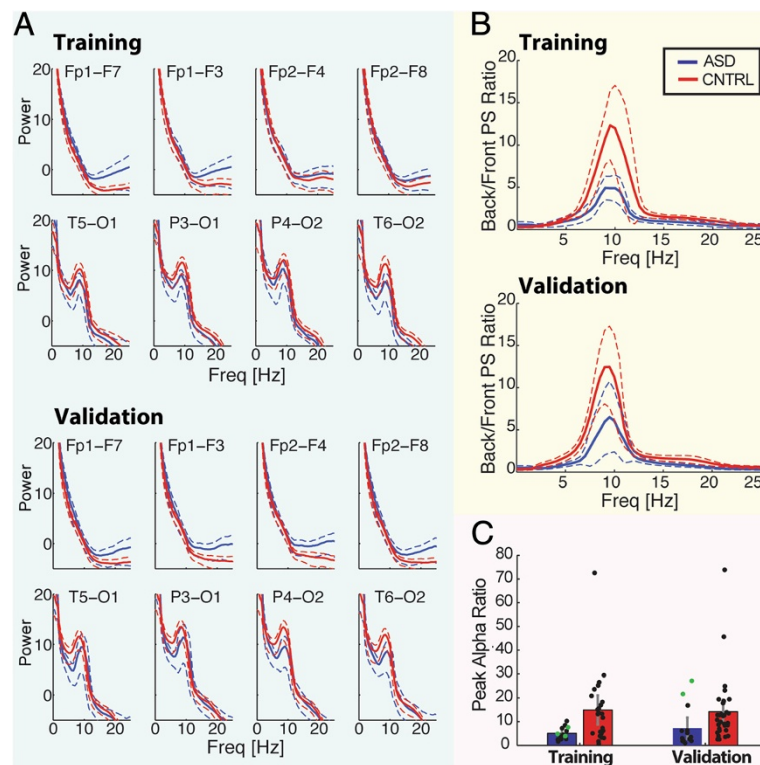 A
Training
Fp1–F7 Fp1–F3 Fp2–F4 Fp2–F8
20
10
0
Power
T5–O1 P3–O1 P4–O2 T6–O2
20
10
0
0 10 20 0 10 20 0 10 20 0 10 20
Freq [Hz]
Validation
Fp1–F7 Fp1–F3 Fp2–F4 Fp2–F8
20
10
0
T5–O1 P3–O1 P4–O2 T6–O2
20
10
0
0 10 20 0 10 20 0 10 20 0 10 20
B
Training
ASD
CNTRL
20
15
10
5
0
Back/Front PS Ratio
5 10 15 20 25
Freq [Hz]
Validation
20
15
10
5
0
Back/Front PS Ratio
5 10 15 20 25
Freq [Hz]
C
80
70
60
50
40
30
20
10
0
Peak Alpha Ratio
Training Validation